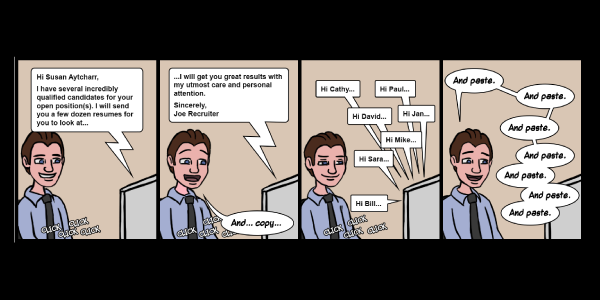 Hi Susan Aytcharr,
I have several incredibly
qualified candidates for your
open position(s). I will send
you a few dozen resumes for
you to look at...
CLICK CLICK
CLICK CLICK
...I will get you great results with
my utmost care and personal
attention.
Sincerely,
Joe Recruiter
And... copy...
CLICK
CLICK
Hi Cathy...
Hi Paul...
Hi David...
Hi Jan...
Hi Mike...
Hi Sara...
Hi Bill...
CLICK CLICK
CLICK CLICK
And paste.
And paste.
And paste.
And paste.
And paste.
And paste.
And paste.